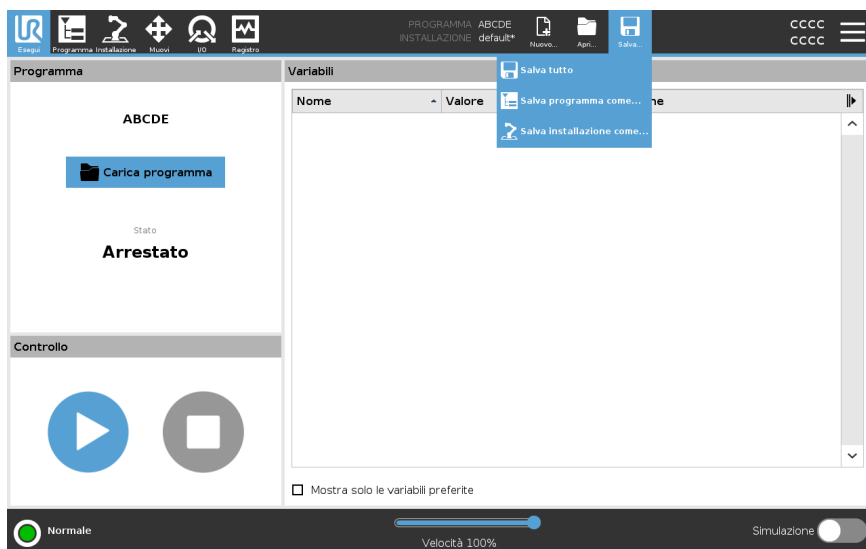 UR
PROGRAMMA ABCDE
INSTALLAZIONE default*
CCCC
CCCC
Esegui
Programma
Installazione
Muovi
I/O
Registro
Nuovo...
Apri...
Salva...
Programma
Variabili
Salva tutto
Salva programma come...
Salva installazione come...
Nome
Valore
ne
ABCDE
Carica programma
Stato
Arrestato
Controllo
Mostra solo le variabili preferite
Normale
Velocità 100%
Simulazione